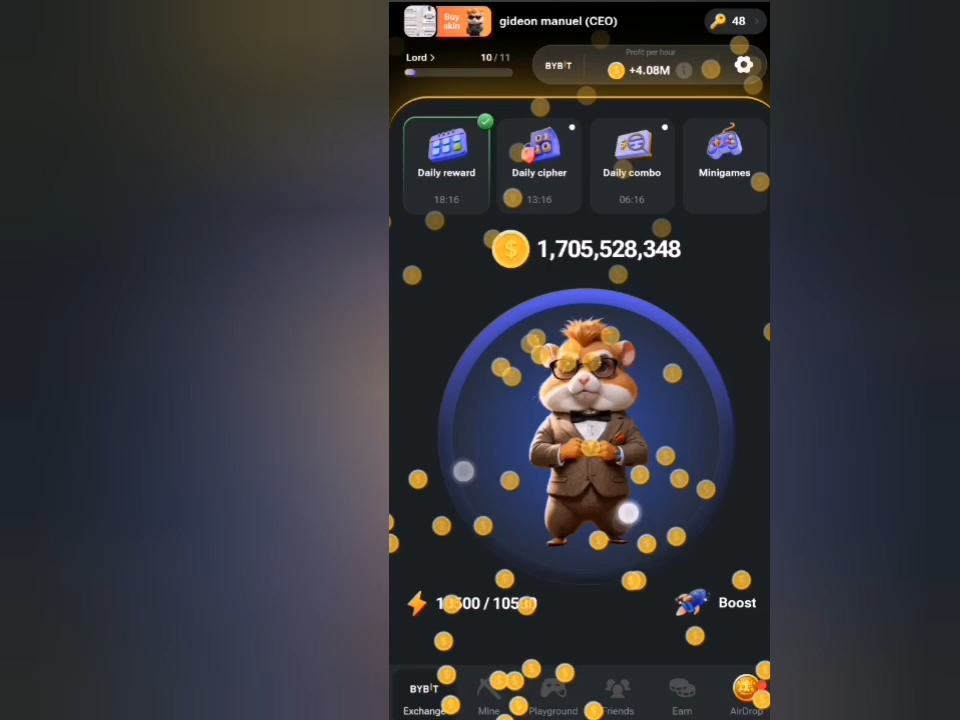 Buy
skin
gideon manuel (CEO)
48
Lord >
10 / 11
BYBIT
Profit per hour
+4.08M
Daily reward
18:16
Daily cipher
13:16
Daily combo
06:16
Minigames
1,705,528,348
10500 / 10500
Boost
BYBIT
Exchange
Mine
Playground
Friends
Earn
AirDrop